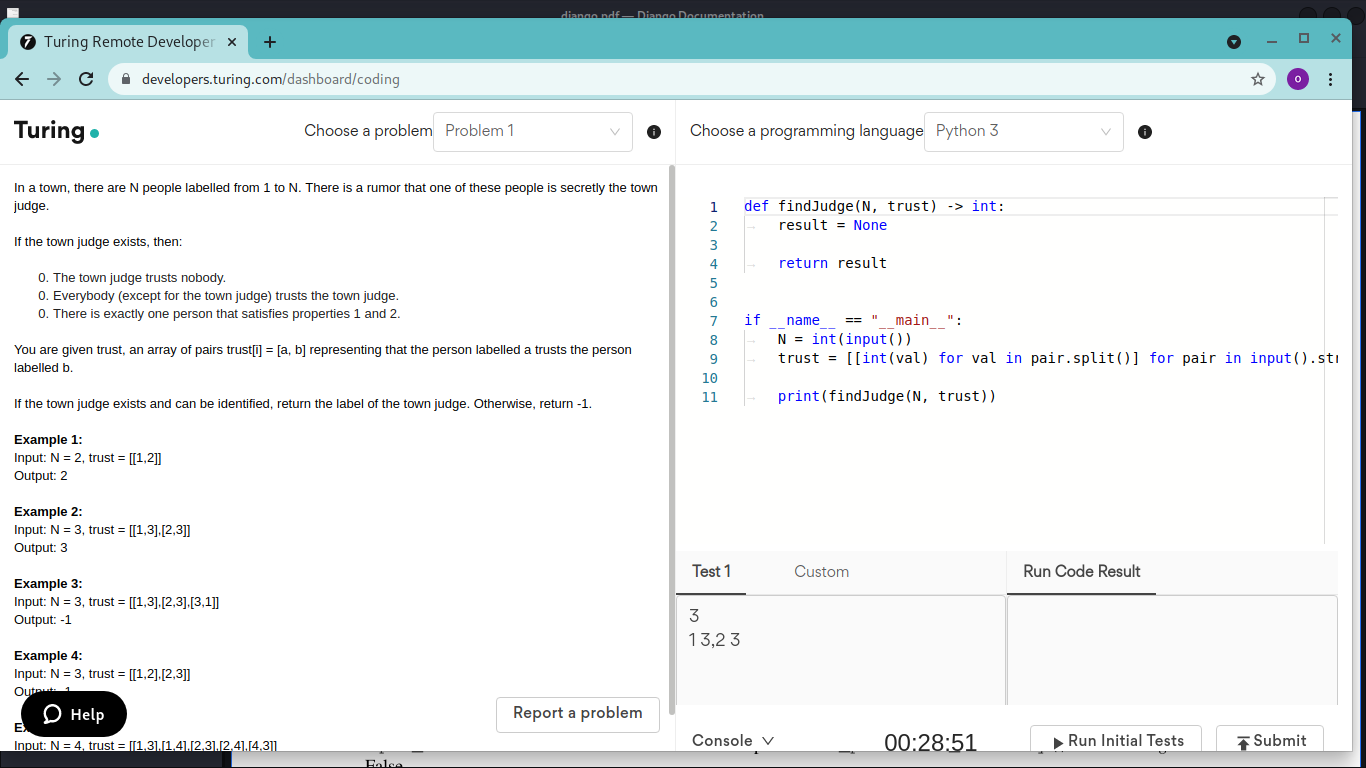 django.pdf — Django Documentation
Turing Remote Developer
developers.turing.com/dashboard/coding
O
Turing
Choose a problem
Problem 1
Choose a programming language
Python 3
In a town, there are N people labelled from 1 to N. There is a rumor that one of these people is secretly the town
judge.
If the town judge exists, then:
0. The town judge trusts nobody.
0. Everybody (except for the town judge) trusts the town judge.
0. There is exactly one person that satisfies properties 1 and 2.
You are given trust, an array of pairs trust[i] = [a, b] representing that the person labelled a trusts the person
labelled b.
If the town judge exists and can be identified, return the label of the town judge. Otherwise, return -1.
Example 1:
Input: N = 2, trust = [[1,2]]
Output: 2
Example 2:
Input: N = 3, trust = [[1,3],[2,3]]
Output: 3
Example 3:
Input: N = 3, trust = [[1,3],[2,3],[3,1]]
Output: -1
Example 4:
Input: N = 3, trust = [[1,2],[2,3]]
Input: N = 4, trust = [[1,3],[1,4],[2,3],[2,4],[4,3]]
Help
Report a problem
1 def findJudge(N, trust) -> int:
2 result = None
3
4 return result
5
6
7 if __name__ == "__main__":
8 N = int(input())
9 trust = [[int(val) for val in pair.split()] for pair in input().str
10
11 print(findJudge(N, trust))
Test 1
Custom
Run Code Result
3
1 3,2 3
Console
00:28:51
Run Initial Tests
Submit
False